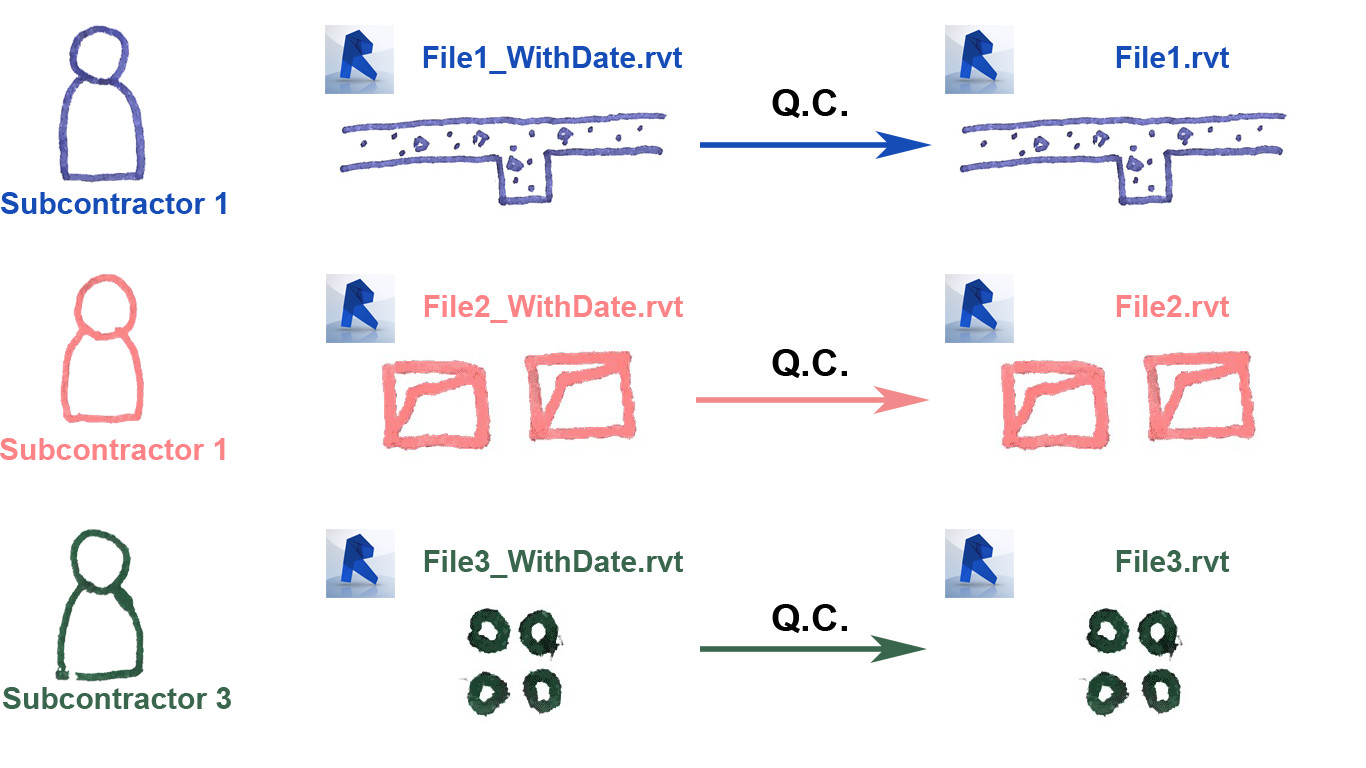 File1_WithDate.rvt
File1.rvt
Q.C.
Subcontractor 1
File2_WithDate.rvt
File2.rvt
Q.C.
Subcontractor 1
File3_WithDate.rvt
File3.rvt
Q.C.
Subcontractor 3